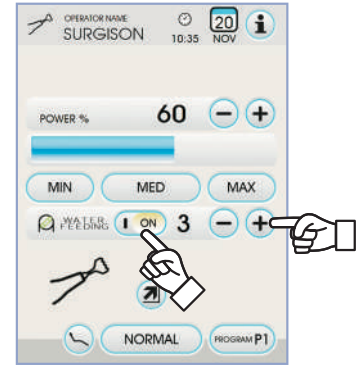 OPERATOR NAME
SURGISON
10:35
20
NOV
i
POWER % 60 − +
MIN MED MAX
WATER
FEEDING I ON 3 − +
NORMAL PROGRAM P1